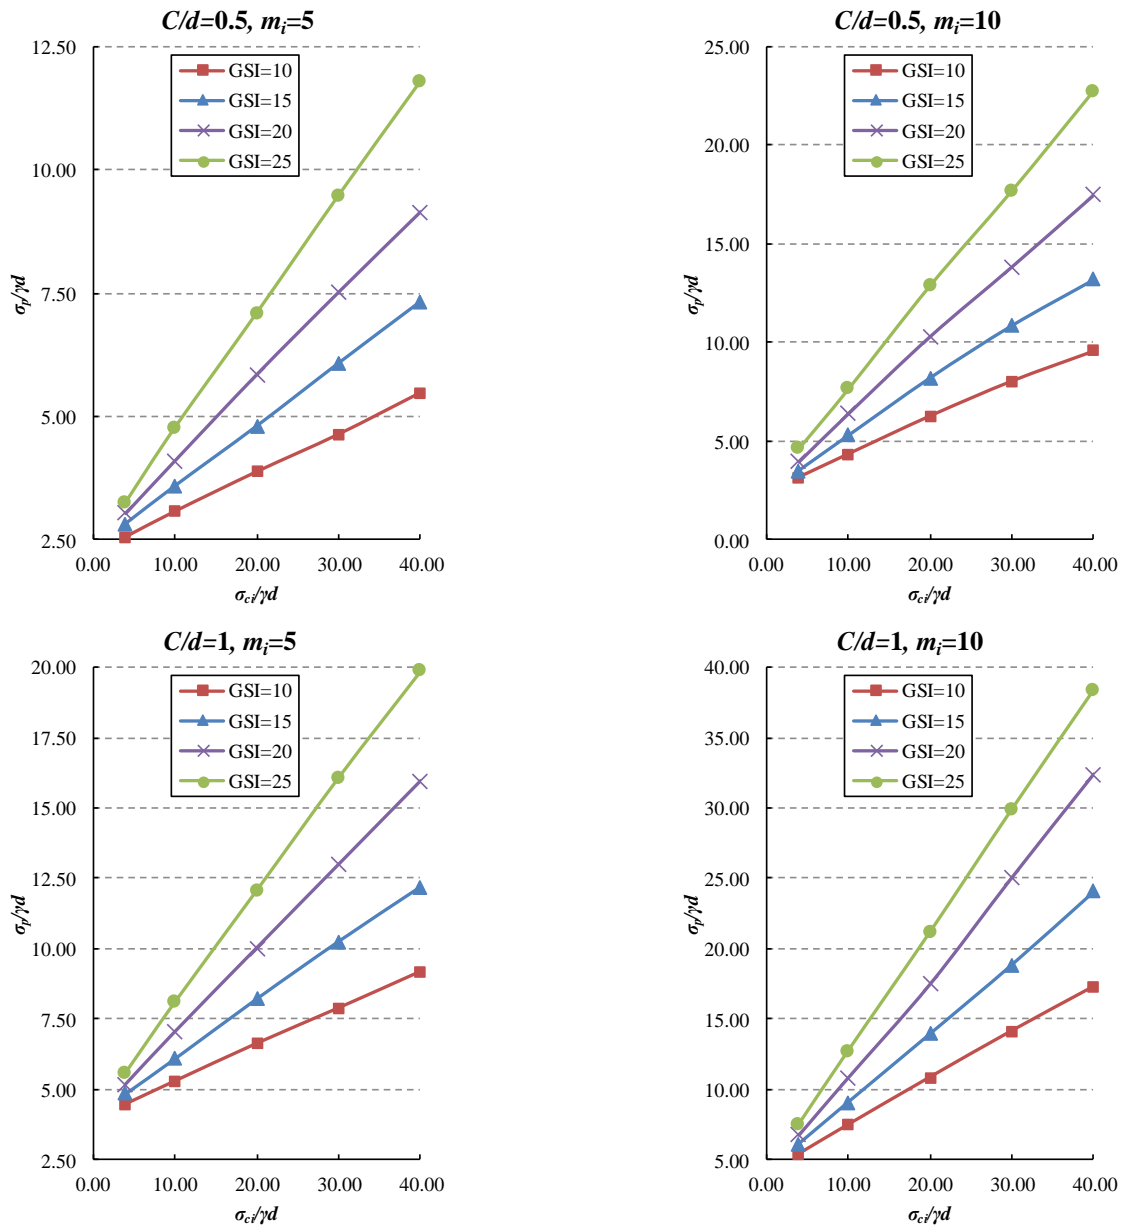 C/d=0.5, mi=5
12.50
10.00
7.50
5.00
2.50
σp/γd
GSI=10
GSI=15
GSI=20
GSI=25
0.00 10.00 20.00 30.00 40.00
σci/γd
C/d=0.5, mi=10
25.00
20.00
15.00
10.00
5.00
0.00
σp/γd
GSI=10
GSI=15
GSI=20
GSI=25
0.00 10.00 20.00 30.00 40.00
σci/γd
C/d=1, mi=5
20.00
17.50
15.00
12.50
10.00
7.50
5.00
2.50
σp/γd
GSI=10
GSI=15
GSI=20
GSI=25
0.00 10.00 20.00 30.00 40.00
σci/γd
C/d=1, mi=10
40.00
35.00
30.00
25.00
20.00
15.00
10.00
5.00
σp/γd
GSI=10
GSI=15
GSI=20
GSI=25
0.00 10.00 20.00 30.00 40.00
σci/γd